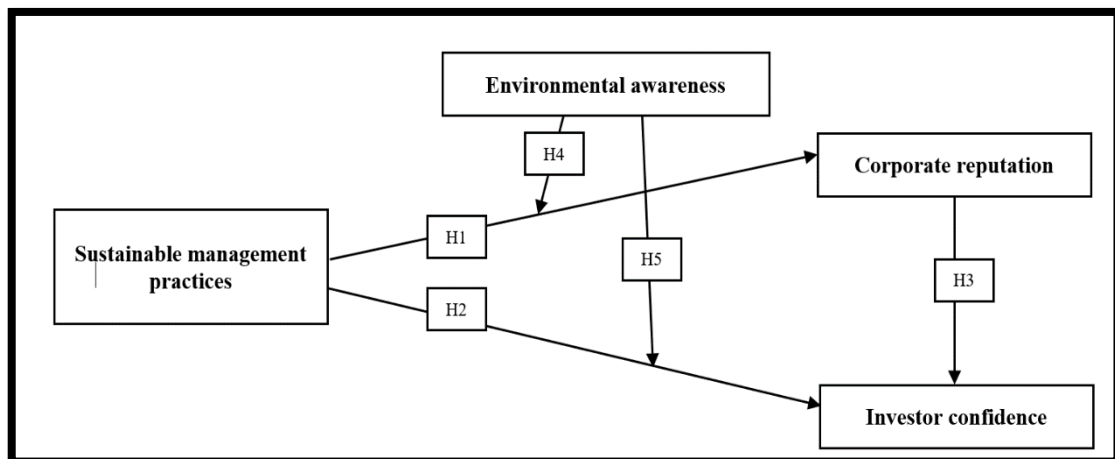 Environmental awareness
H4
Corporate reputation
H1
Sustainable management
practices
H5
H3
H2
Investor confidence